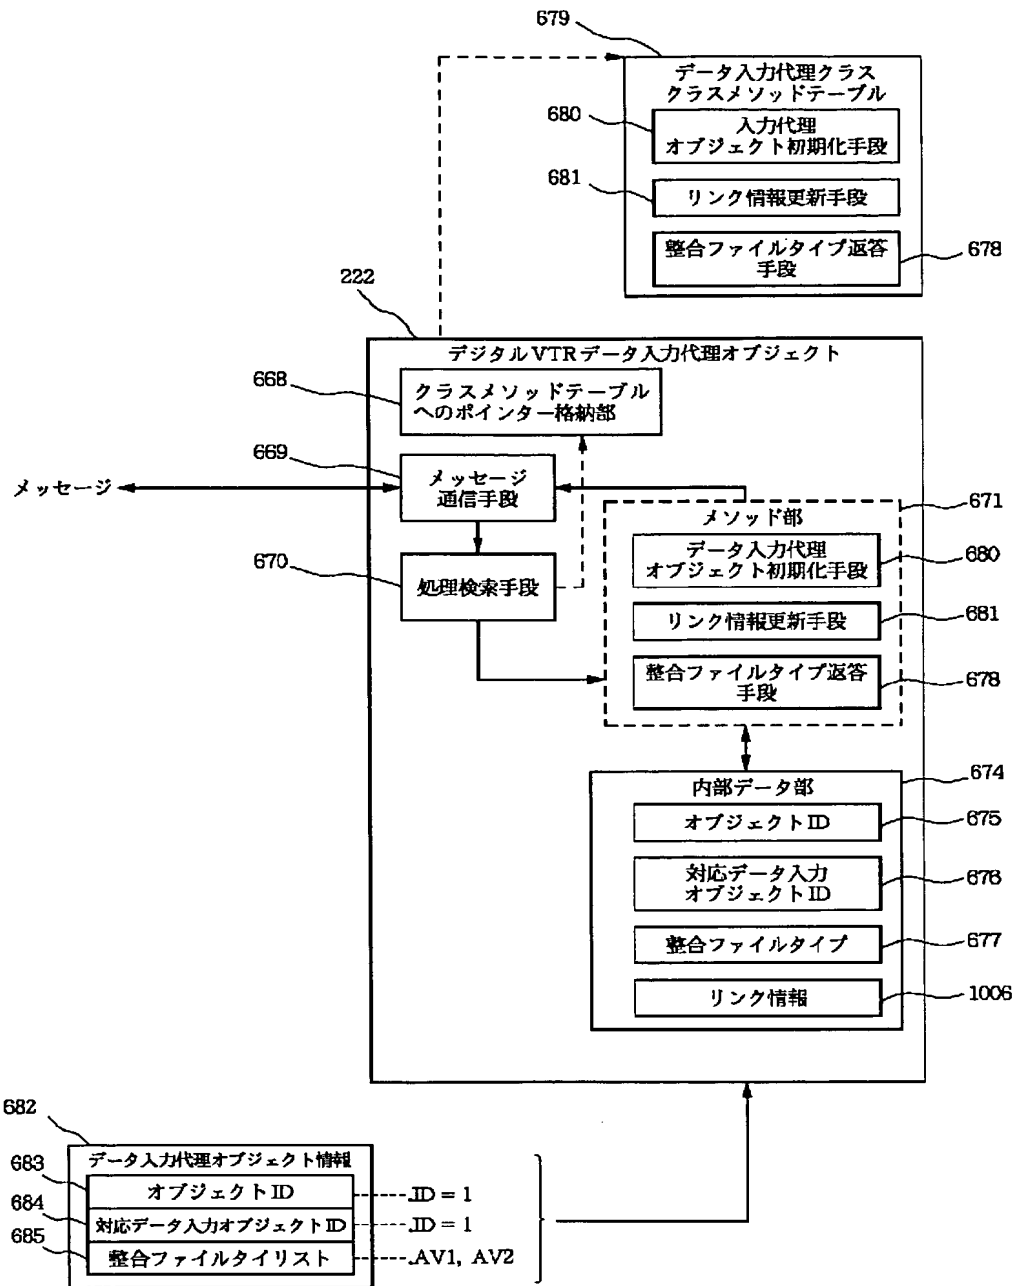 679
データ入力代理クラス
クラスメソッドテーブル
680
入力代理
オブジェクト初期化手段
681
リンク情報更新手段
整合ファイルタイプ返答
手段
678
222
デジタルVTRデータ入力代理オブジェクト
668
クラスメソッドテーブル
へのポインター格納部
669
メッセージ
メッセージ
通信手段
671
メソッド部
670
処理検索手段
データ入力代理
オブジェクト初期化手段
680
リンク情報更新手段
681
整合ファイルタイプ返答
手段
678
674
内部データ部
オブジェクトID
675
対応データ入力
オブジェクトID
676
整合ファイルタイプ
677
リンク情報
1006
682
データ入力代理オブジェクト情報
683
オブジェクトID
ID = 1
684
対応データ入力オブジェクトID
ID = 1
685
整合ファイルタイリスト
AV1, AV2